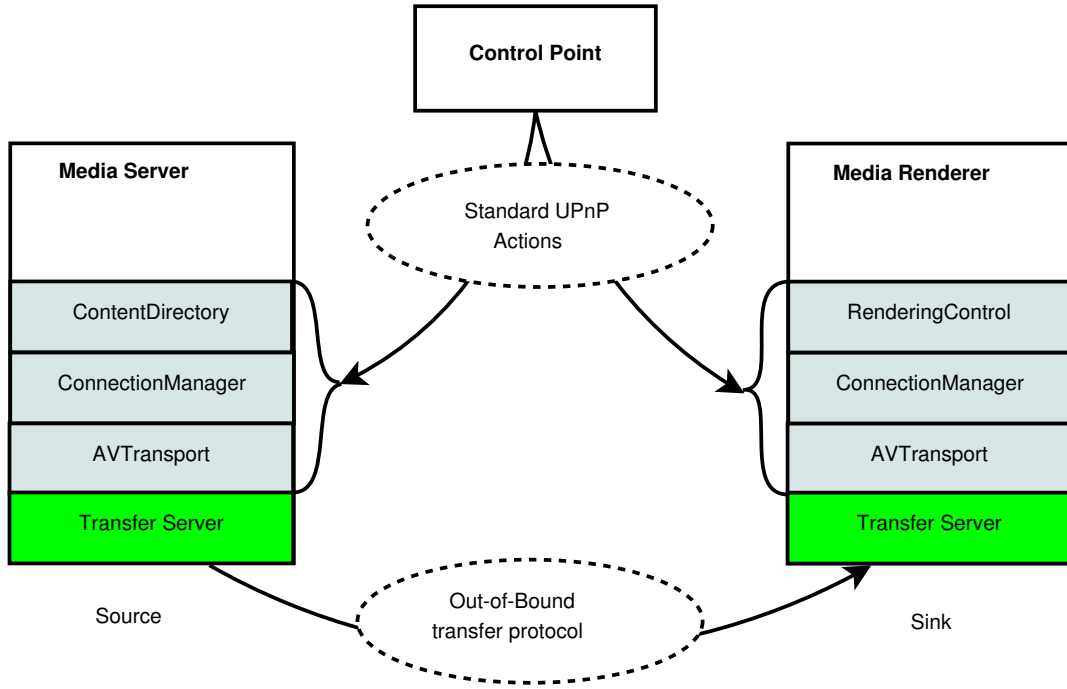 Control Point
Media Server
Media Renderer
Standard UPnP
Actions
ContentDirectory
ConnectionManager
AVTransport
Transfer Server
RenderingControl
ConnectionManager
AVTransport
Transfer Server
Source
Out-of-Bound
transfer protocol
Sink